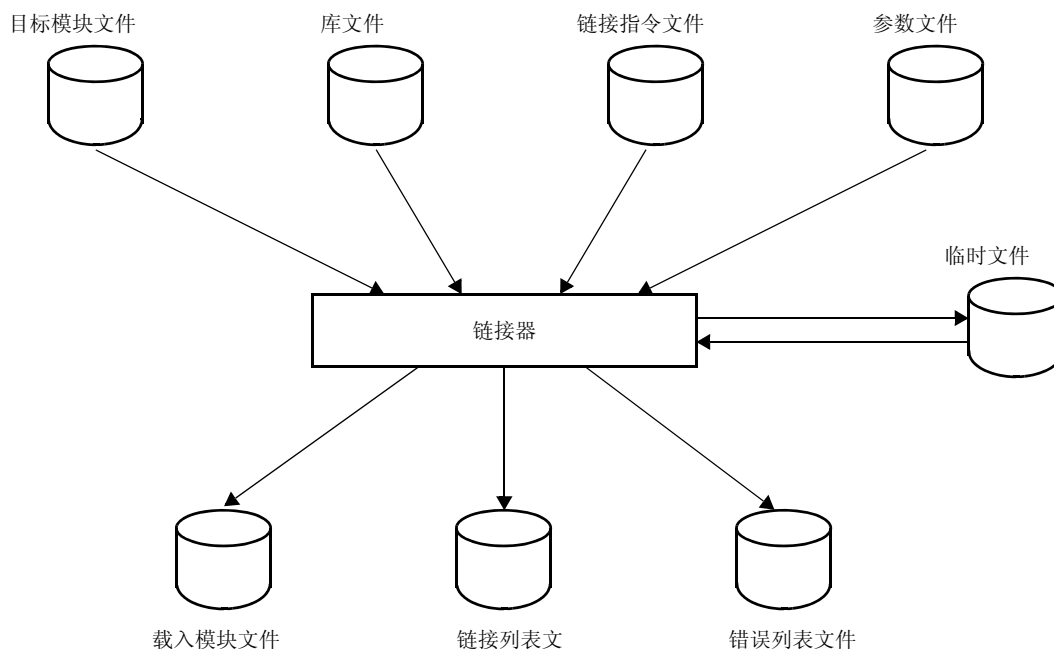 目标模块文件
库文件
链接指令文件
参数文件
临时文件
链接器
载入模块文件
链接列表文
错误列表文件